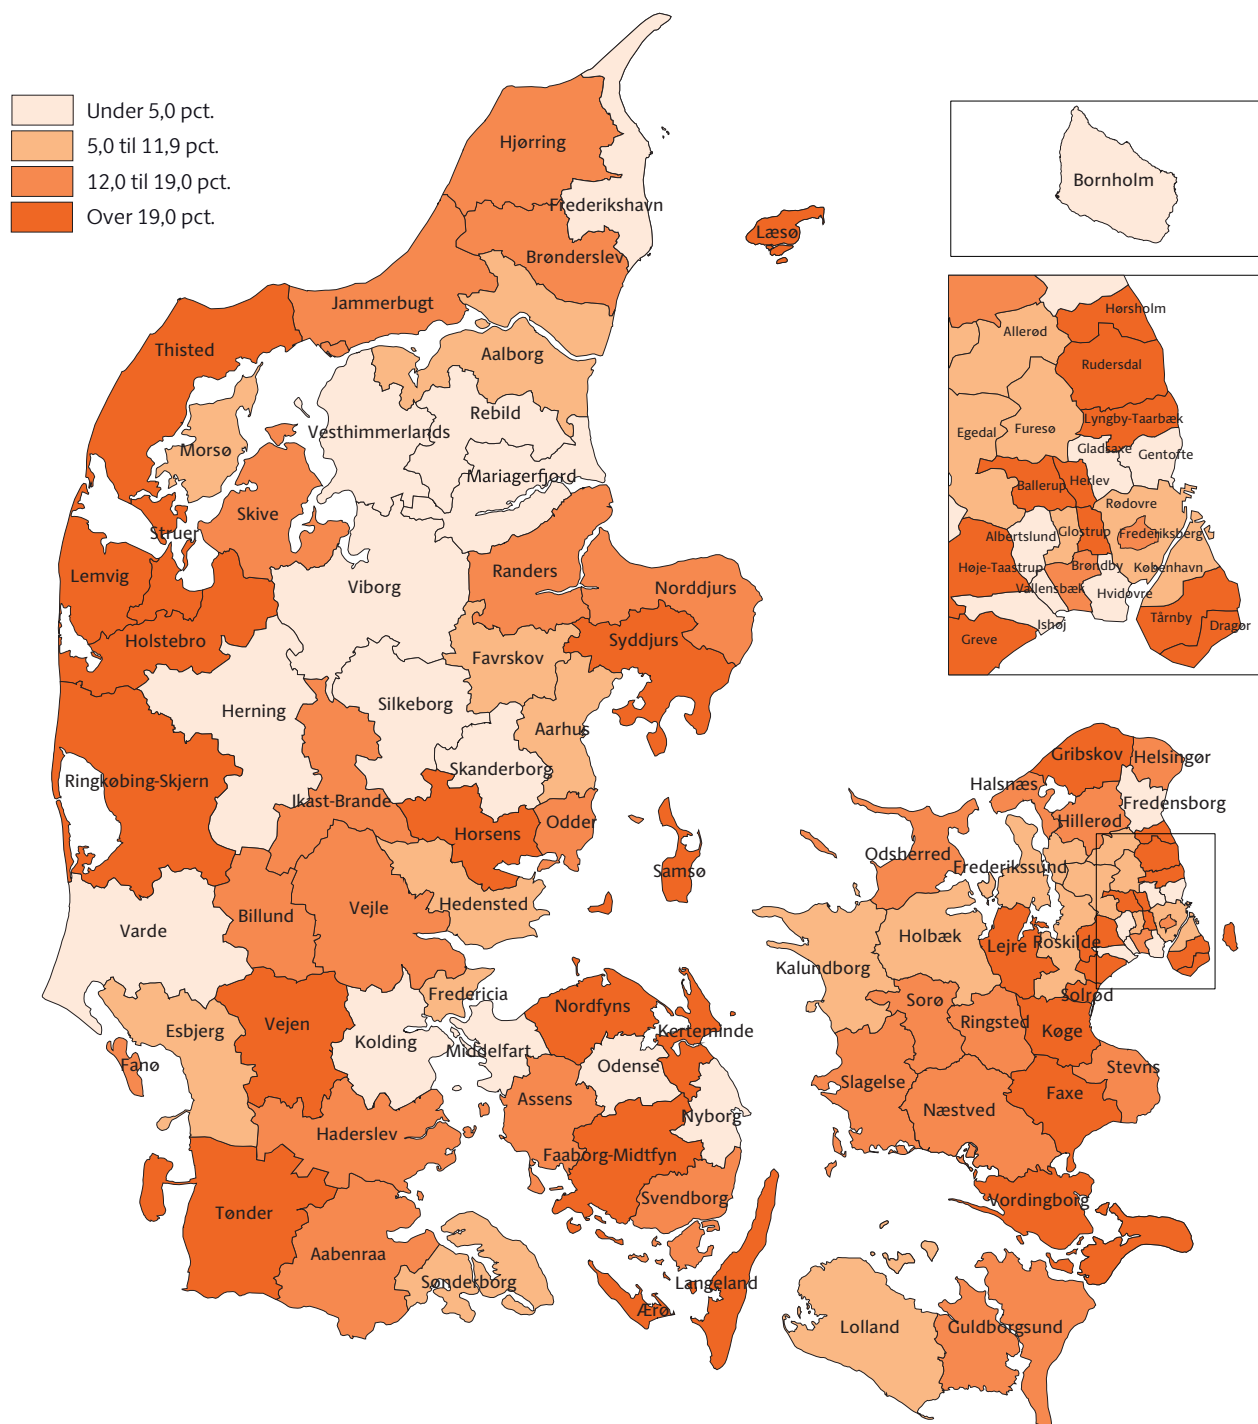 Under 5,0 pct.
5,0 til 11,9 pct.
12,0 til 19,0 pct.
Over 19,0 pct.
Hjørring
Frederikshavn
Brønderslev
Læsø
Jammerbugt
Thisted
Aalborg
Rebild
Vesthimmerlands
Morsø
Mariagerfjord
Skive
Struer
Lemvig
Viborg
Randers
Norddjurs
Holstebro
Favrskov
Syddjurs
Herning
Silkeborg
Aarhus
Skanderborg
Ringkøbing-Skjern
Ikast-Brande
Horsens
Odder
Samsø
Hedensted
Billund
Vejle
Varde
Fredericia
Esbjerg
Vejen
Kolding
Middelfart
Fanø
Nordfyns
Kerteminde
Odense
Assens
Nyborg
Haderslev
Faaborg-Midtfyn
Svendborg
Tønder
Aabenraa
Sønderborg
Langeland
Ærø
Bornholm
Hørsholm
Allerød
Rudersdal
Lyngby-Taarbæk
Furesø
Egedal
Gladsaxe
Gentofte
Ballerup
Herlev
Rødovre
Albertslund
Glostrup
Frederiksberg
Høje-Taastrup
Brøndby
København
Vallensbæk
Hvidovre
Ishøj
Tårnby
Dragør
Greve
Gribskov
Helsingør
Halsnæs
Fredensborg
Hillerød
Odsherred
Frederikssund
Holbæk
Lejre
Roskilde
Kalundborg
Solrød
Sorø
Ringsted
Køge
Stevns
Slagelse
Næstved
Faxe
Vordingborg
Lolland
Guldborgsund